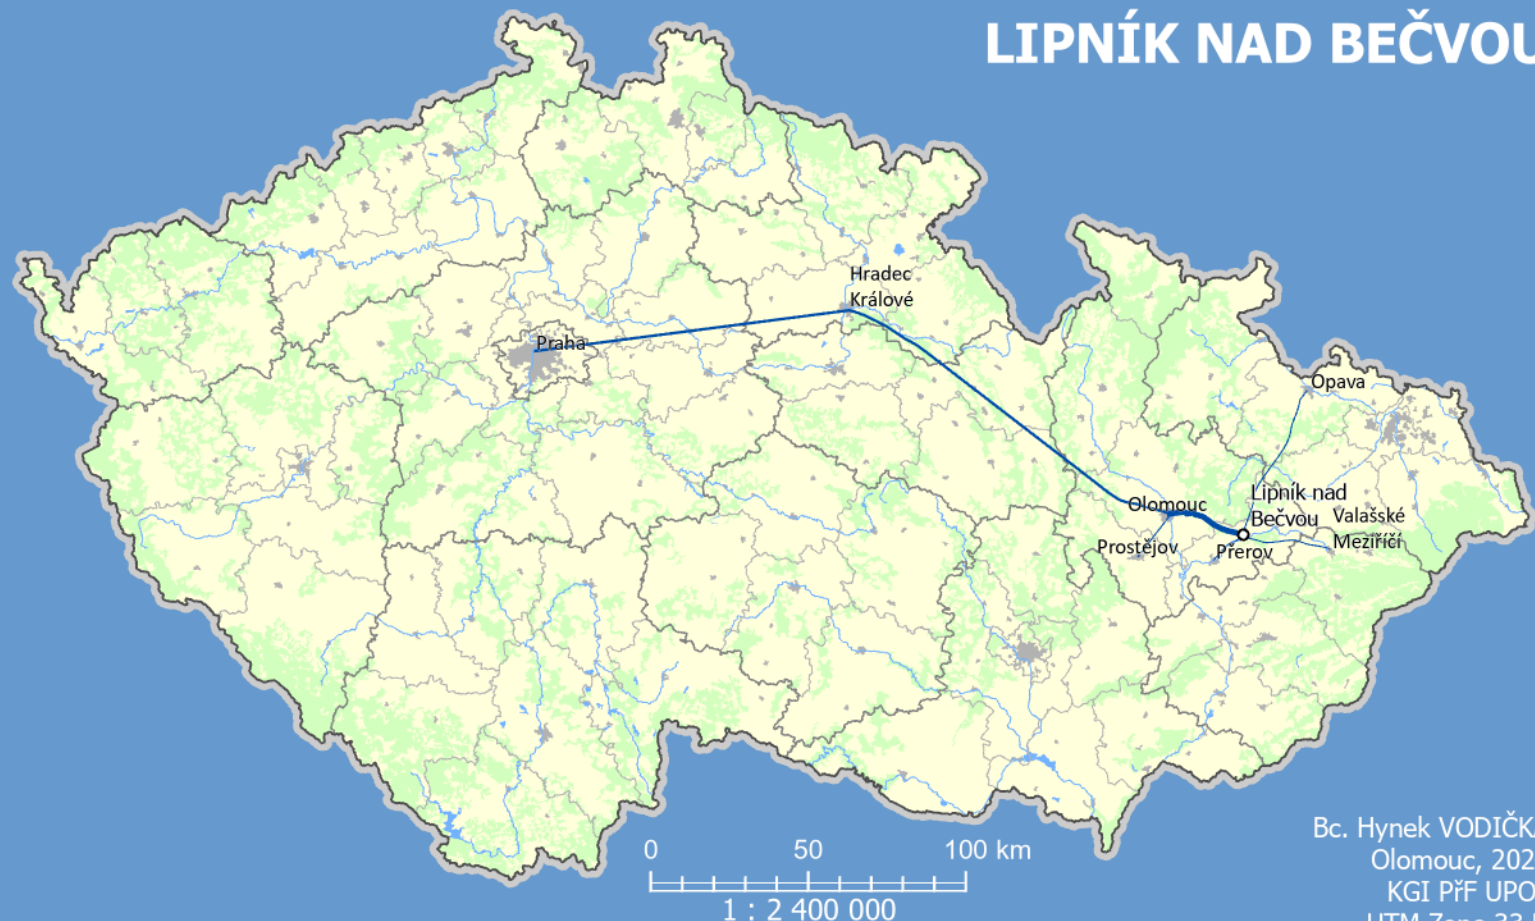 LIPNÍK NAD BEČVOU
Hradec
Králové
Praha
Opava
Lipník nad
Bečvou
Olomouc
Valašské
Meziříčí
Prostějov
Přerov
0 50 100 km
1 : 2 400 000
Bc. Hynek VODIČK
Olomouc, 202
KGI PřF UPO